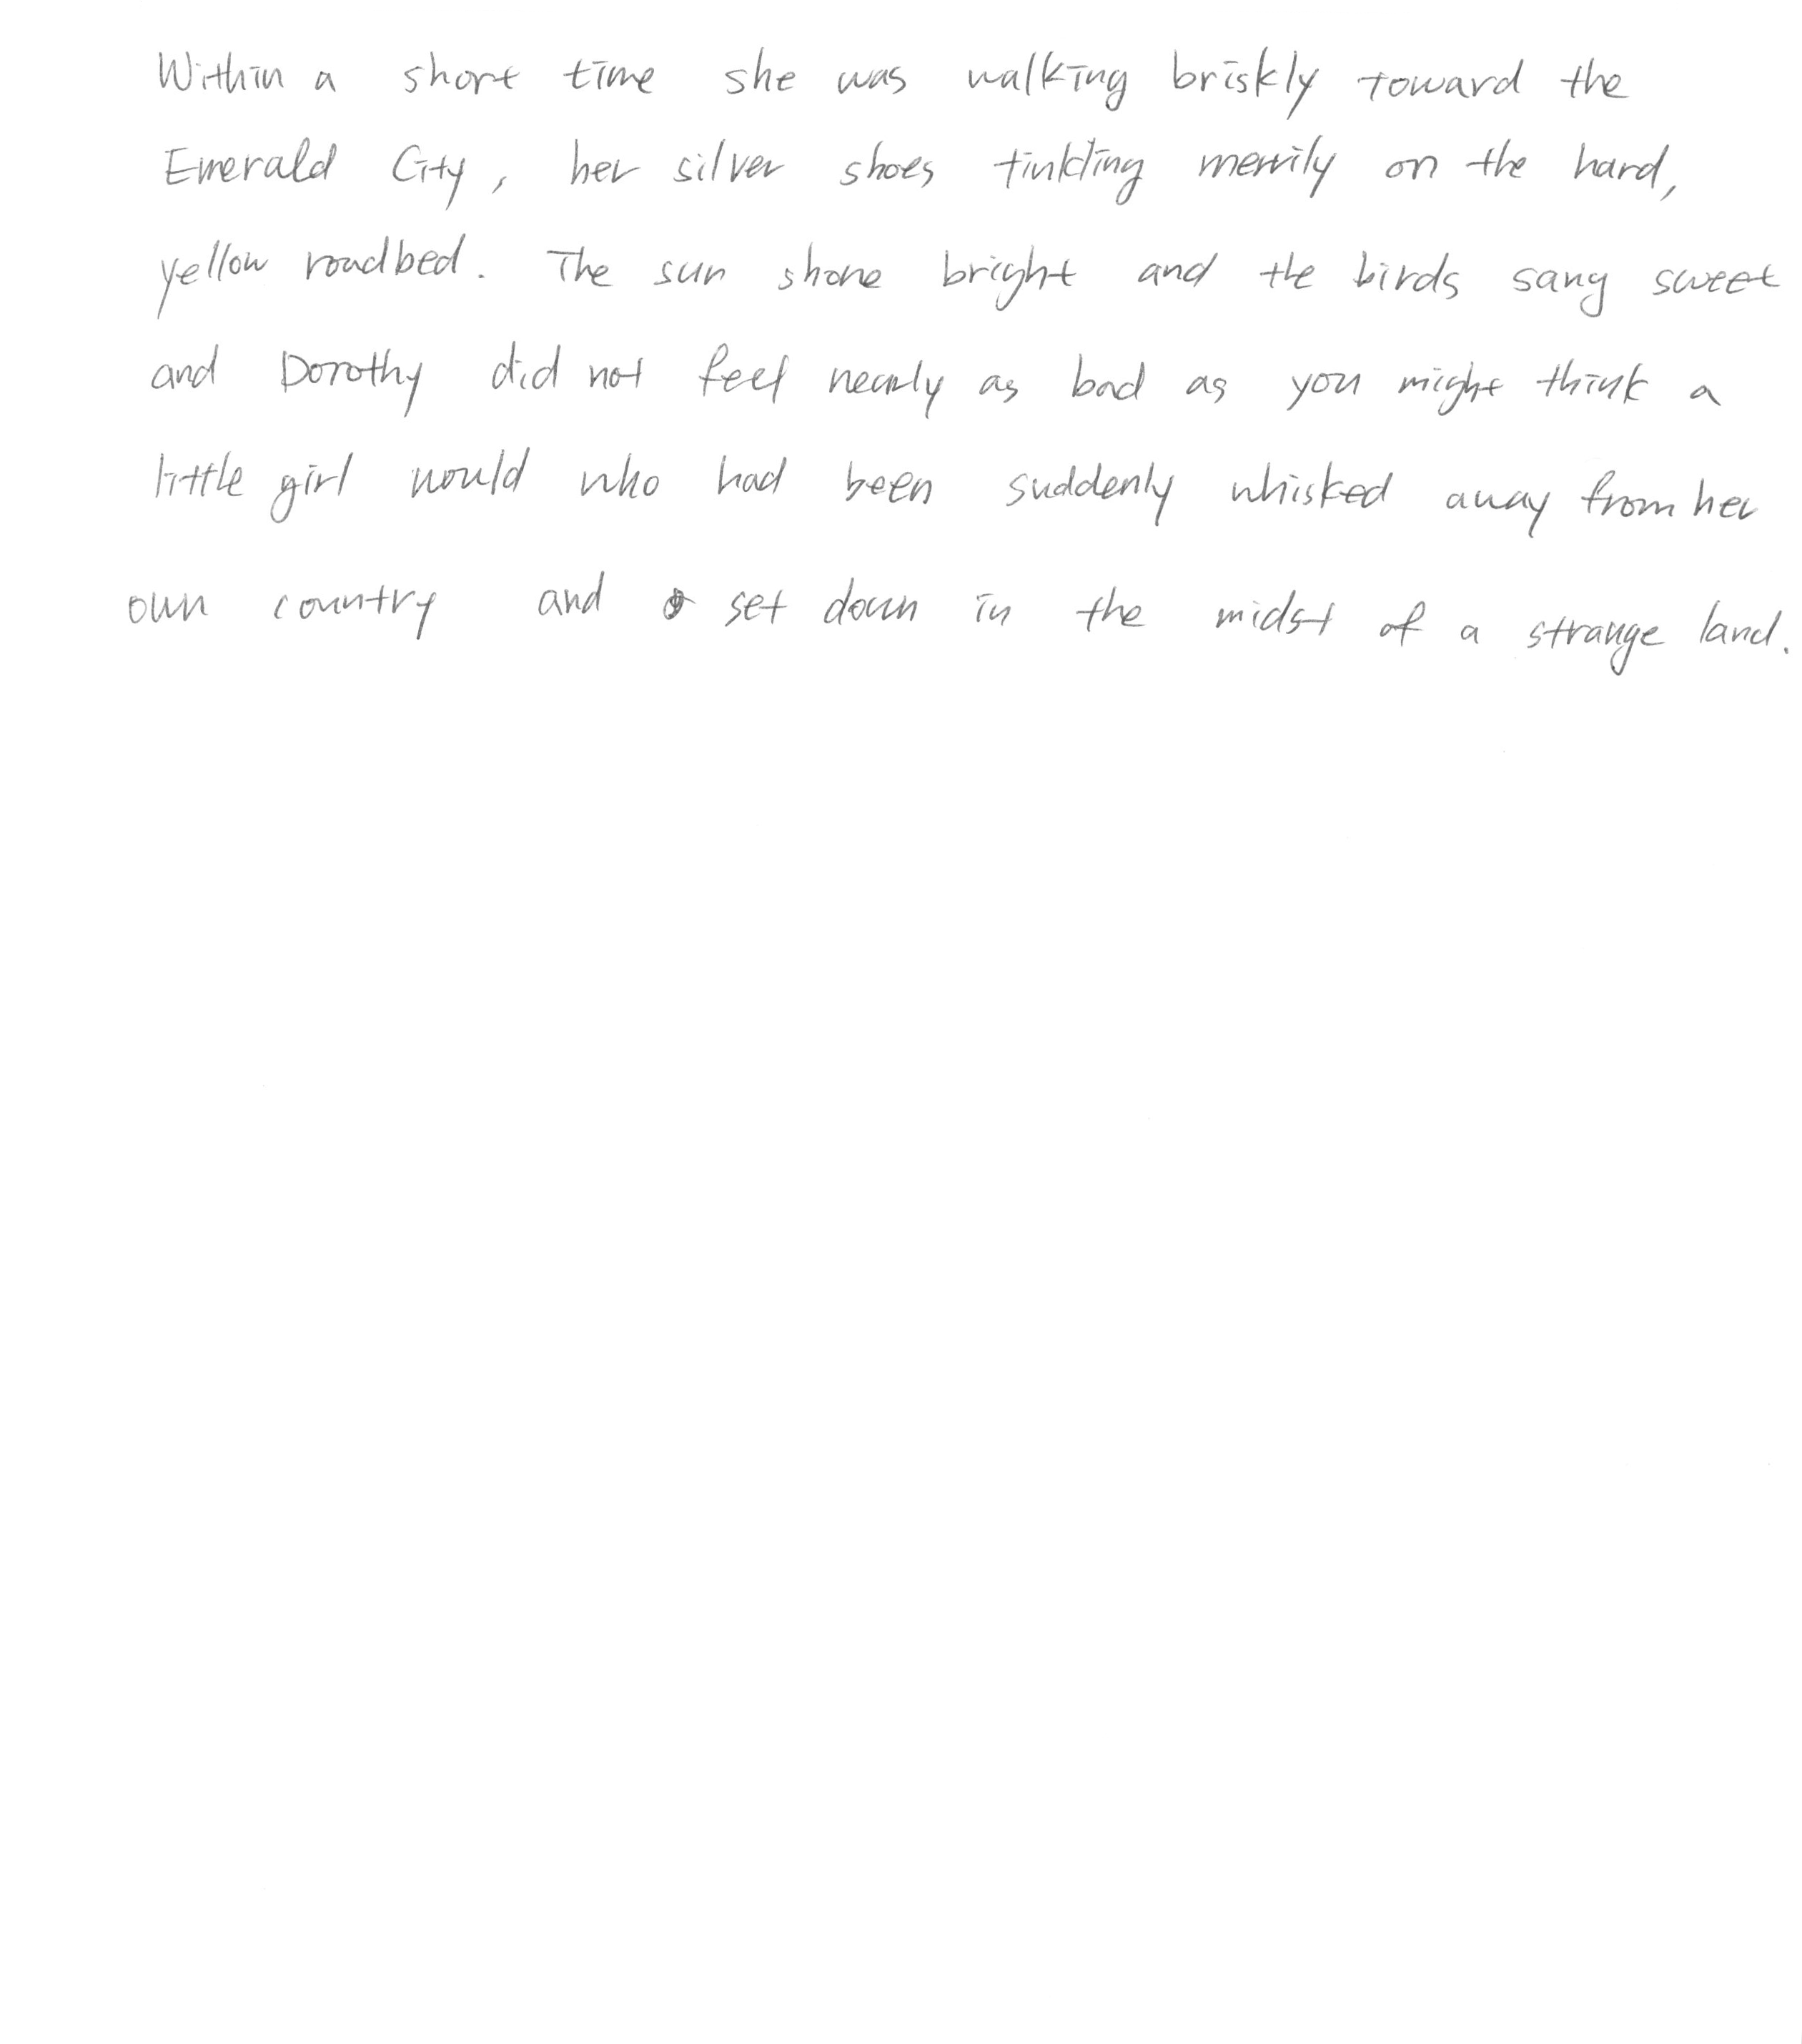 Within a short time she was walking briskly toward the
Emerald City, her silver shoes tinkling merrily on the hard,
yellow roadbed. The sun shone bright and the birds sang sweet
and Dorothy did not feel nearly as bad as you might think a
little girl would who had been suddenly whisked away from her
own country and set down in the midst of a strange land.